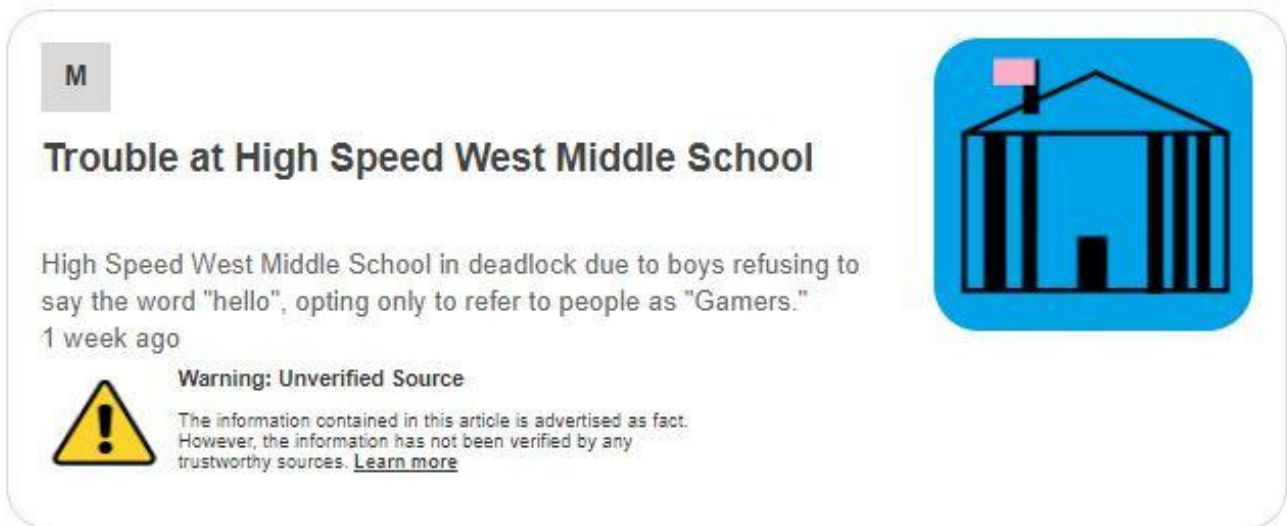 M
Trouble at High Speed West Middle School
High Speed West Middle School in deadlock due to boys refusing to
say the word "hello", opting only to refer to people as "Gamers."
1 week ago
Warning: Unverified Source
The information contained in this article is advertised as fact.
However, the information has not been verified by any
trustworthy sources. Learn more